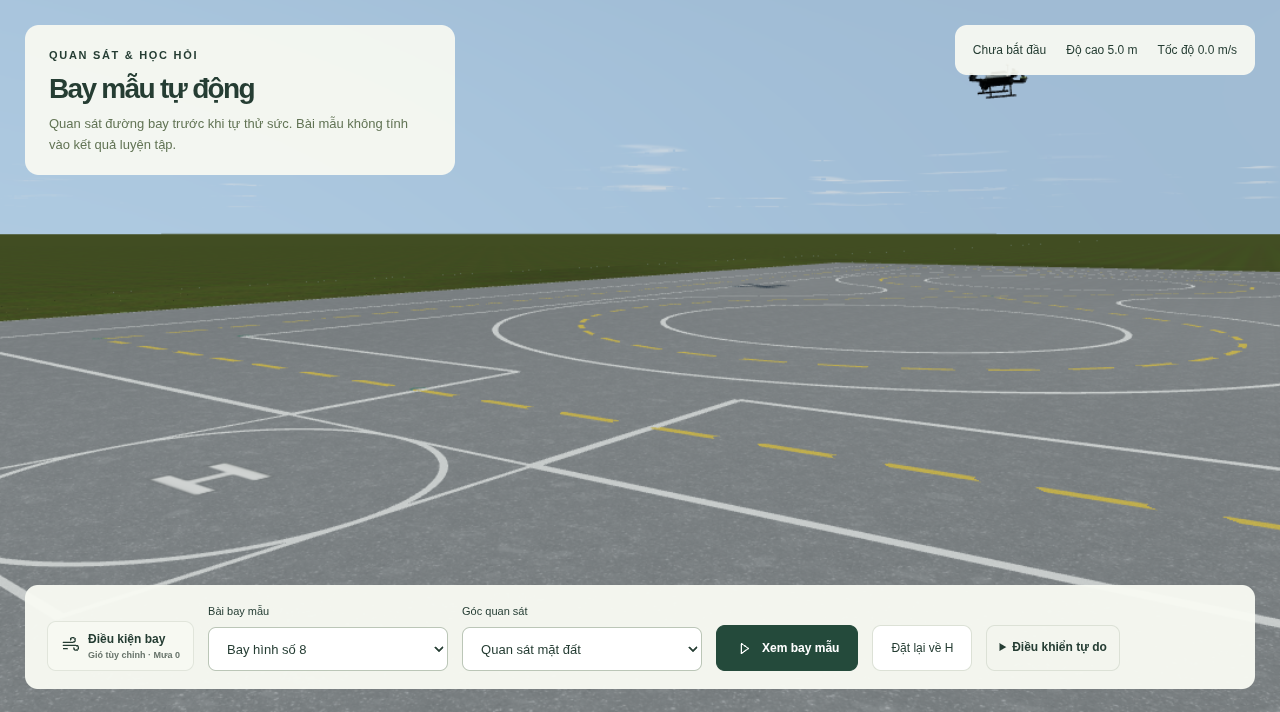 QUAN SÁT & HỌC HỎI
Bay mẫu tự động
Quan sát đường bay trước khi tự thử sức. Bài mẫu không tính
vào kết quả luyện tập.
Chưa bắt đầu Độ cao 5.0 m Tốc độ 0.0 m/s
H
Điều kiện bay
Gió tùy chỉnh · Mưa 0
Bài bay mẫu
Bay hình số 8
Góc quan sát
Quan sát mặt đất
Xem bay mẫu
Đặt lại về H
Điều khiển tự do